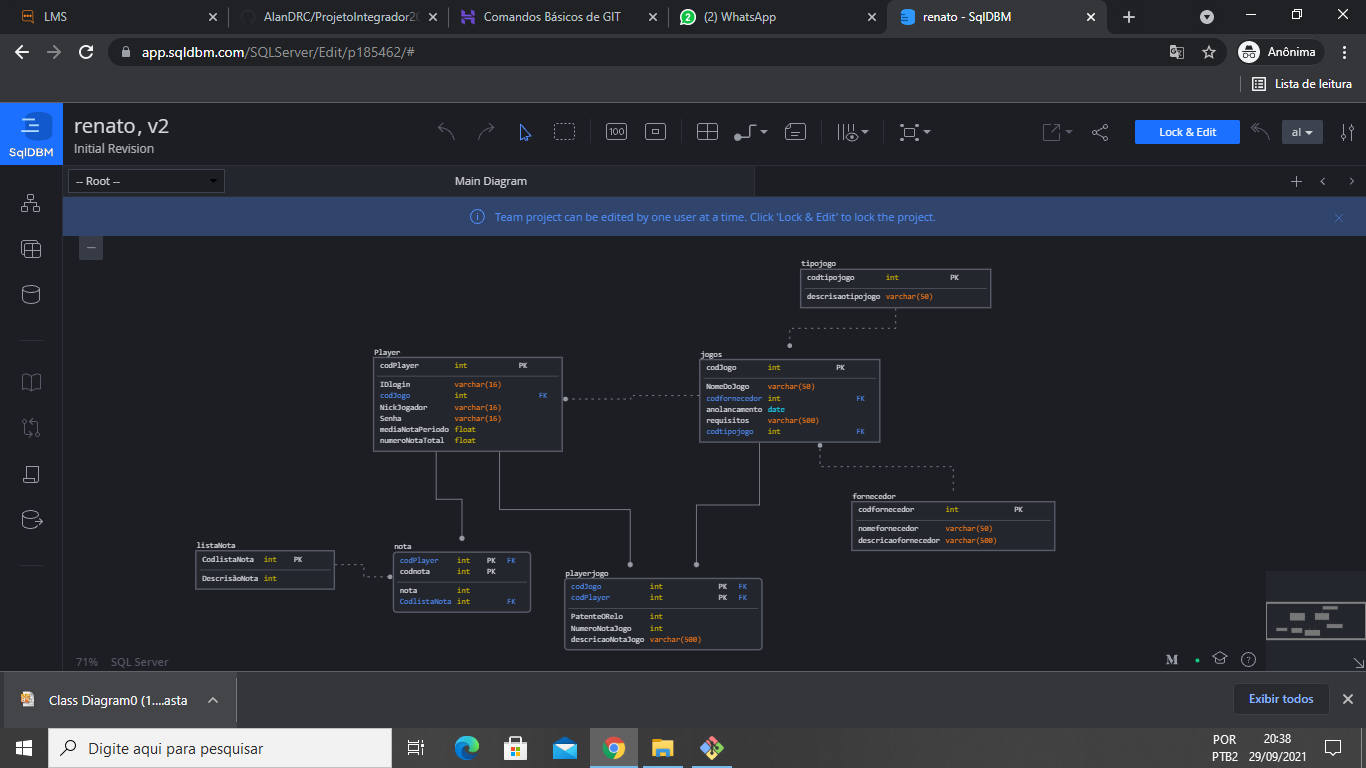 LMS
AlanDRC/ProjetoIntegrador20
Comandos Básicos de GIT
(2) WhatsApp
renato - SqlDBM
app.sqldbm.com/SQLServer/Edit/p185462/#
Anônima
Lista de leitura
SqlDBM
renato, v2
Initial Revision
100
Lock & Edit
al
-- Root --
Main Diagram
Team project can be edited by one user at a time. Click 'Lock & Edit' to lock the project.
tipojogo
codtipojogo int PK
descrisaotipojogo varchar(50)
Player
codPlayer int PK
IDlogin varchar(16)
codJogo int FK
NickJogador varchar(16)
Senha varchar(16)
mediaNotaPeriodo float
numeroNotaTotal float
jogos
codJogo int PK
NomeDoJogo varchar(50)
codfornecedor int FK
anolancamento date
requisitos varchar(500)
codtipojogo int FK
fornecedor
codfornecedor int PK
nomefornecedor varchar(50)
descricaofornecedor varchar(500)
listaNota
CodlistaNota int PK
DescrisãoNota int
nota
codPlayer int PK FK
codnota int PK
nota int
CodlistaNota int FK
playerjogo
codJogo int PK FK
codPlayer int PK FK
PatenteORelo int
NumeroNotaJogo int
descricaoNotaJogo varchar(500)
71% SQL Server
M
Class Diagram0 (1....asta
Exibir todos
Digite aqui para pesquisar
POR
PTB2
20:38
29/09/2021